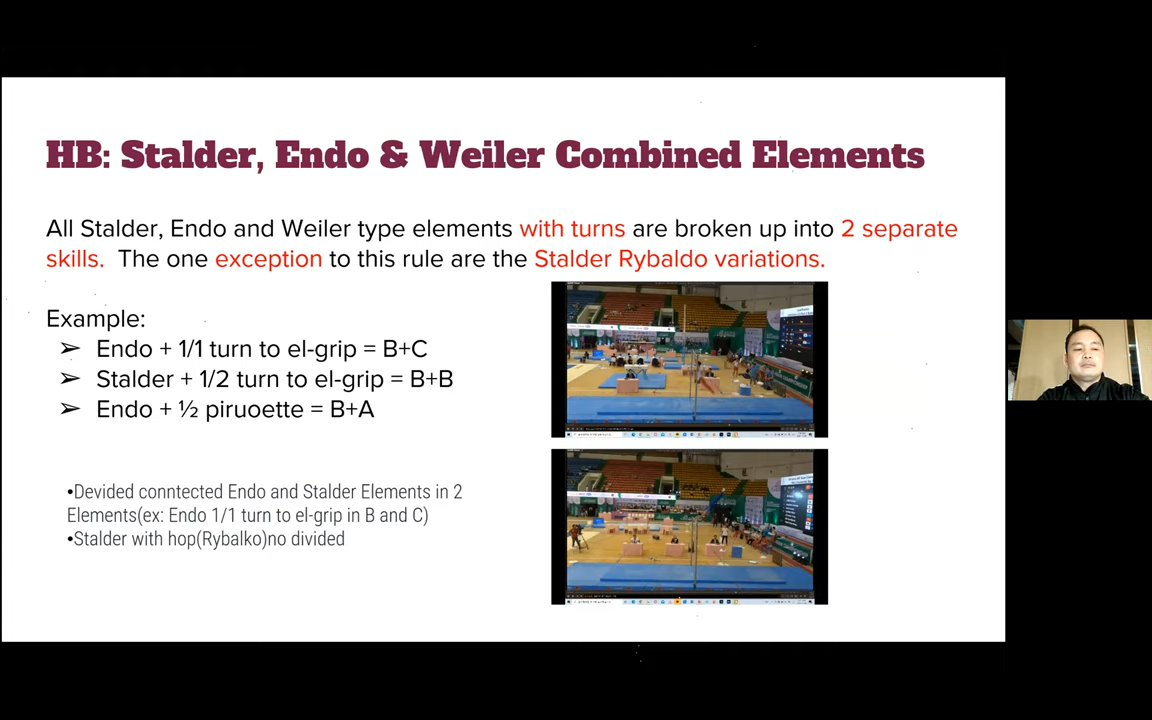 HB: Stalder, Endo & Weiler Combined Elements
All Stalder, Endo and Weiler type elements with turns are broken up into 2 separate
skills. The one exception to this rule are the Stalder Rybaldo variations.
Example:
➢ Endo + 1/1 turn to el-grip = B+C
➢ Stalder + 1/2 turn to el-grip = B+B
➢ Endo + ½ piruoette = B+A
•Devided conntected Endo and Stalder Elements in 2
Elements(ex: Endo 1/1 turn to el-grip in B and C)
•Stalder with hop(Rybalko)no divided